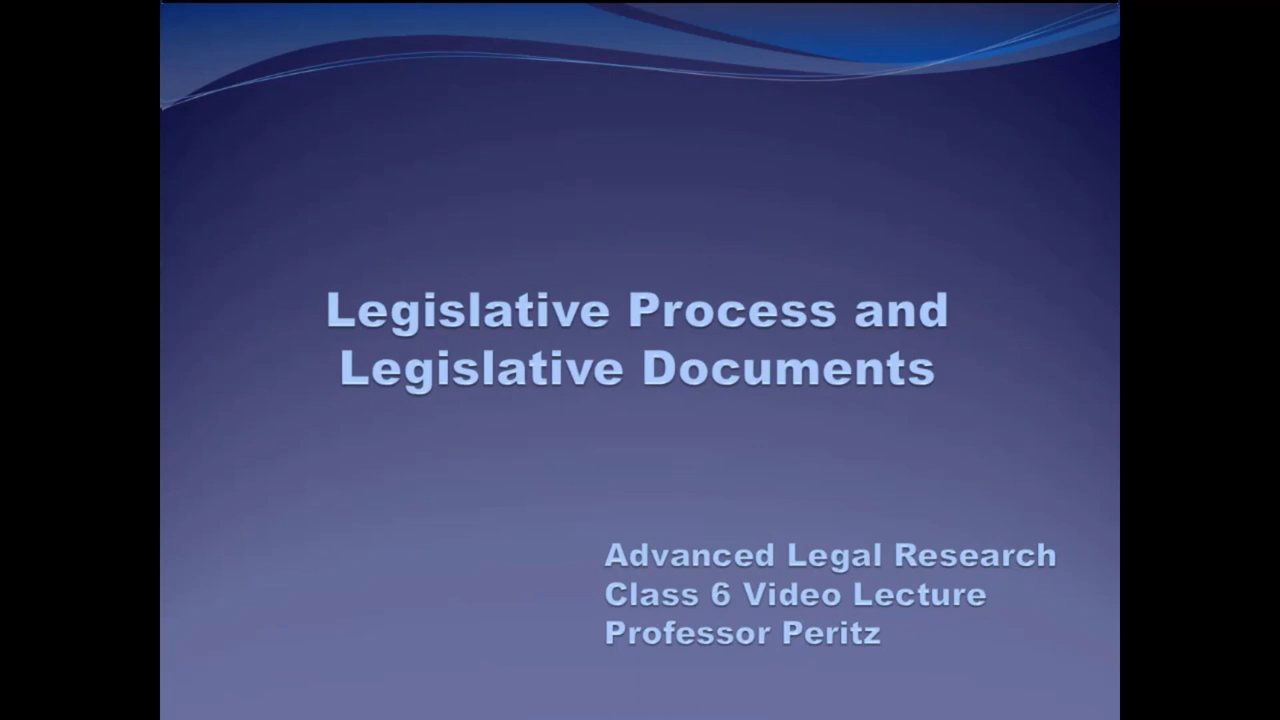 Legislative Process and
Legislative Documents
Advanced Legal Research
Class 6 Video Lecture
Professor Peritz